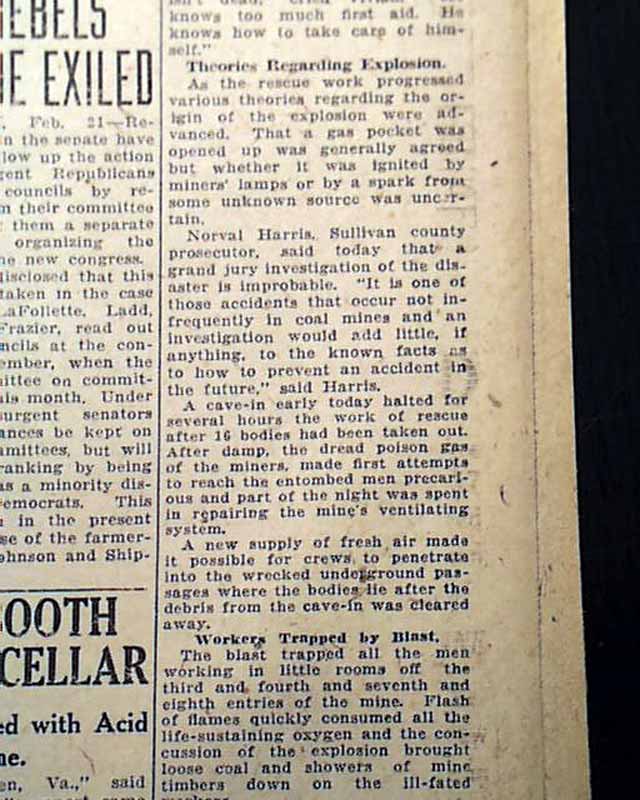 REBELS
BE EXILED
Feb. 21—Re-
in the senate have
low up the action
gent Republicans
councils by re-
m their committee
them a separate
organizing the
new congress.
disclosed that this
taken in the case
LaFollette, Ladd,
Frazier, read out
ncils at the con-
ember, when the
ittee on commit-
his month. Under
surgent senators
ances be kept on
mmittees, but will
ranking by being
as a minority dis-
emocrats. This
in the present
se of the farmer-
ohnson and Ship-
BOOTH
CELLAR
ed with Acid
ne.
en, Va.," said
knows too much first aid. He
knows how to take care of him-
self."
Theories Regarding Explosion.
As the rescue work progressed
various theories regarding the or-
igin of the explosion were ad-
vanced. That a gas pocket was
opened up was generally agreed
but whether it was ignited by
miners' lamps or by a spark from
some unknown source was uncer-
tain.
Norval Harris, Sullivan county
prosecutor, said today that a
grand jury investigation of the dis-
aster is improbable. "It is one of
those accidents that occur not in-
frequently in coal mines and an
investigation would add little, if
anything, to the known facts as
to how to prevent an accident in
the future," said Harris.
A cave-in early today halted for
several hours the work of rescue
after 16 bodies had been taken out.
After damp, the dread poison gas
of the miners, made first attempts
to reach the entombed men precari-
ous and part of the night was spent
in repairing the mine's ventilating
system.
A new supply of fresh air made
it possible for crews to penetrate
into the wrecked underground pas-
sages where the bodies lie after the
debris from the cave-in was cleared
away.
Workers Trapped by Blast.
The blast trapped all the men
working in little rooms off the
third and fourth and seventh and
eighth entries of the mine. Flash
of flames quickly consumed all the
life-sustaining oxygen and the con-
cussion of the explosion brought
loose coal and showers of mine
timbers down on the ill-fated